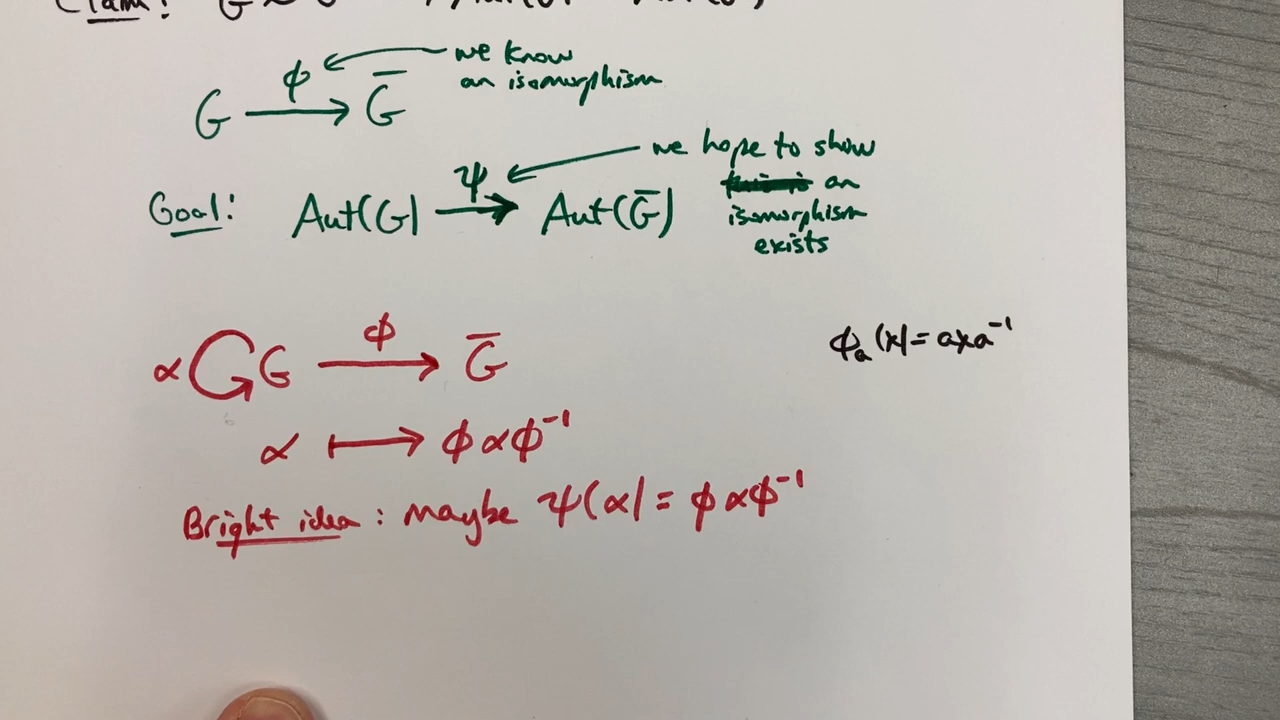 Claim: G
ϕ
we know
an isomorphism
G ⟶ G̅
Goal: Aut(G) ⟶ Aut(G̅)
ψ
we hope to show
an
isomorphism
exists
α G ⟶ G̅
ϕ
ϕₐ(x) = axa⁻¹
α ⟼ ϕαϕ⁻¹
Bright idea: maybe ψ(α) = ϕαϕ⁻¹